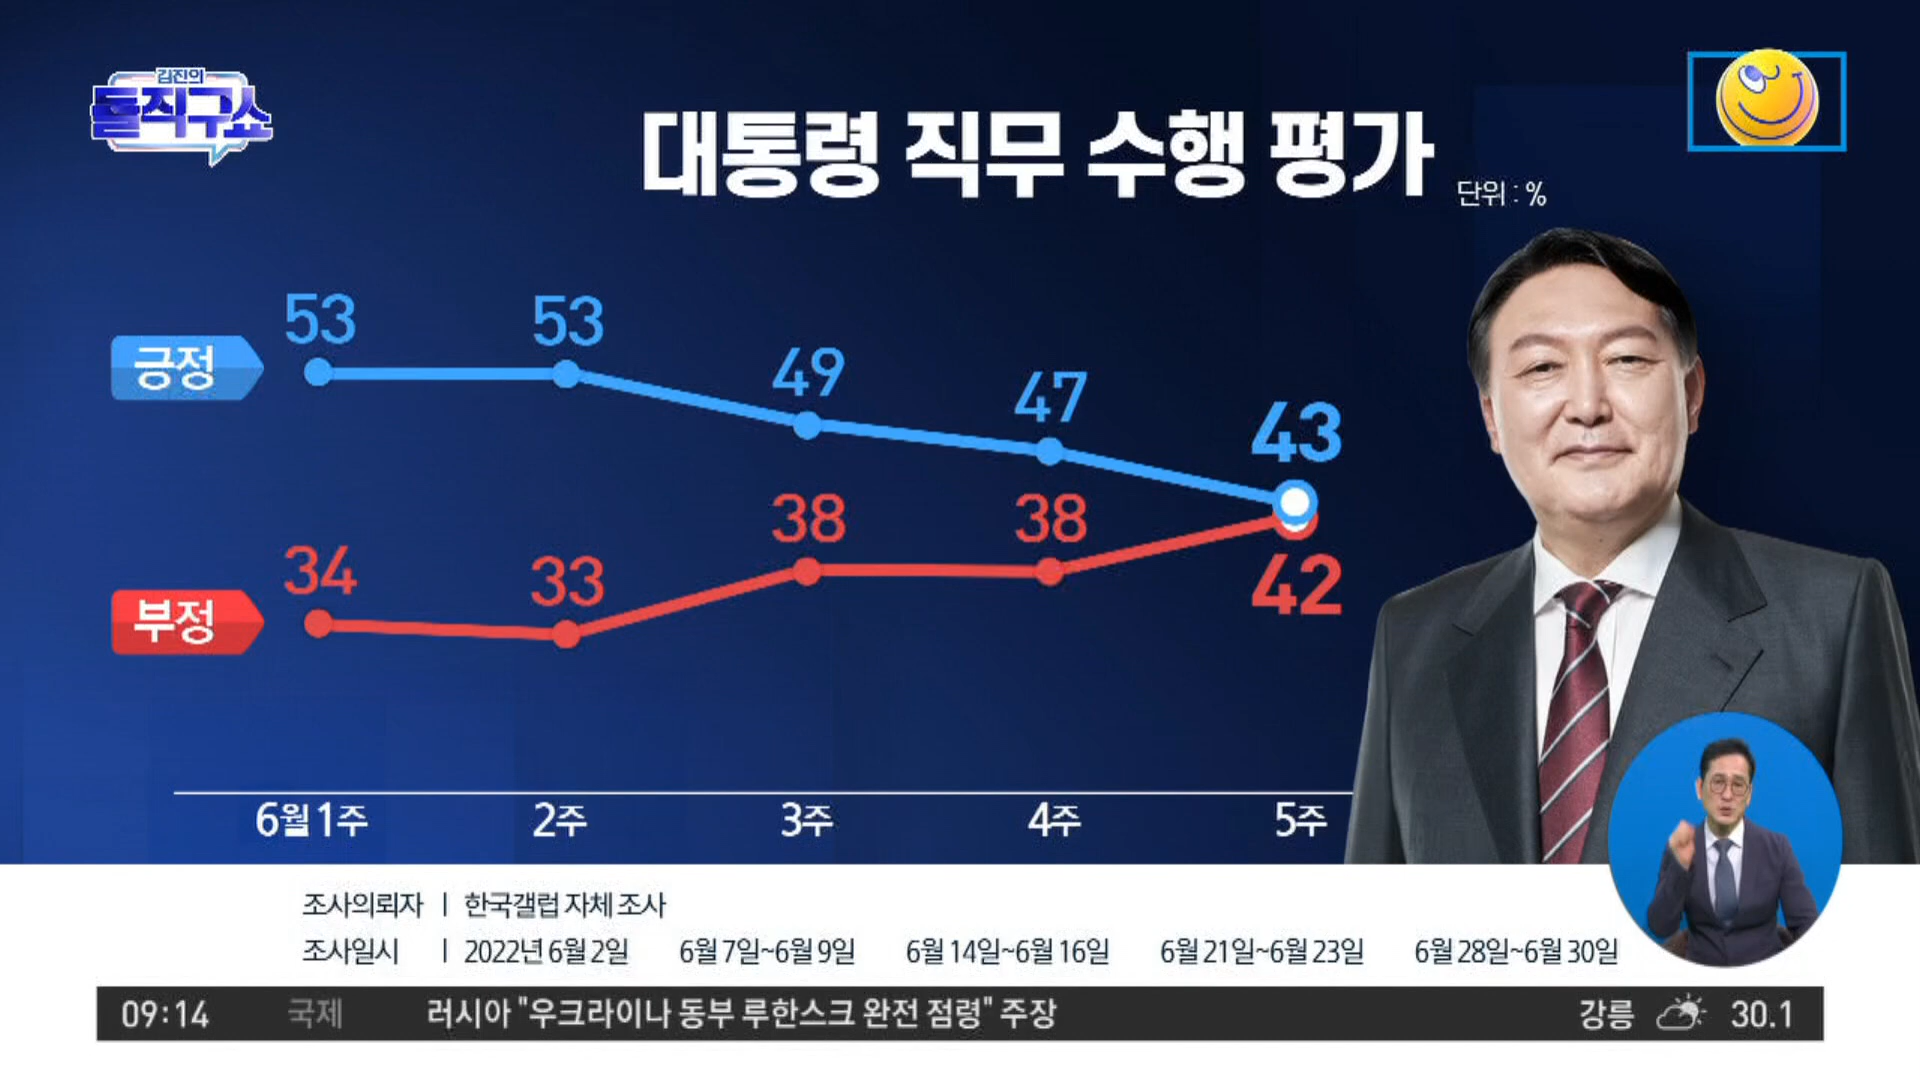 김진의
돌직구쇼
대통령 직무 수행 평가
단위 : %
긍정
53
53
49
47
43
부정
34
33
38
38
42
6월 1주
2주
3주
4주
5주
조사의뢰자 | 한국갤럽 자체 조사
조사일시 | 2022년 6월 2일 6월 7일~6월 9일 6월 14일~6월 16일 6월 21일~6월 23일 6월 28일~6월 30일
09:14 국제 러시아 "우크라이나 동부 루한스크 완전 점령" 주장 강릉 30.1